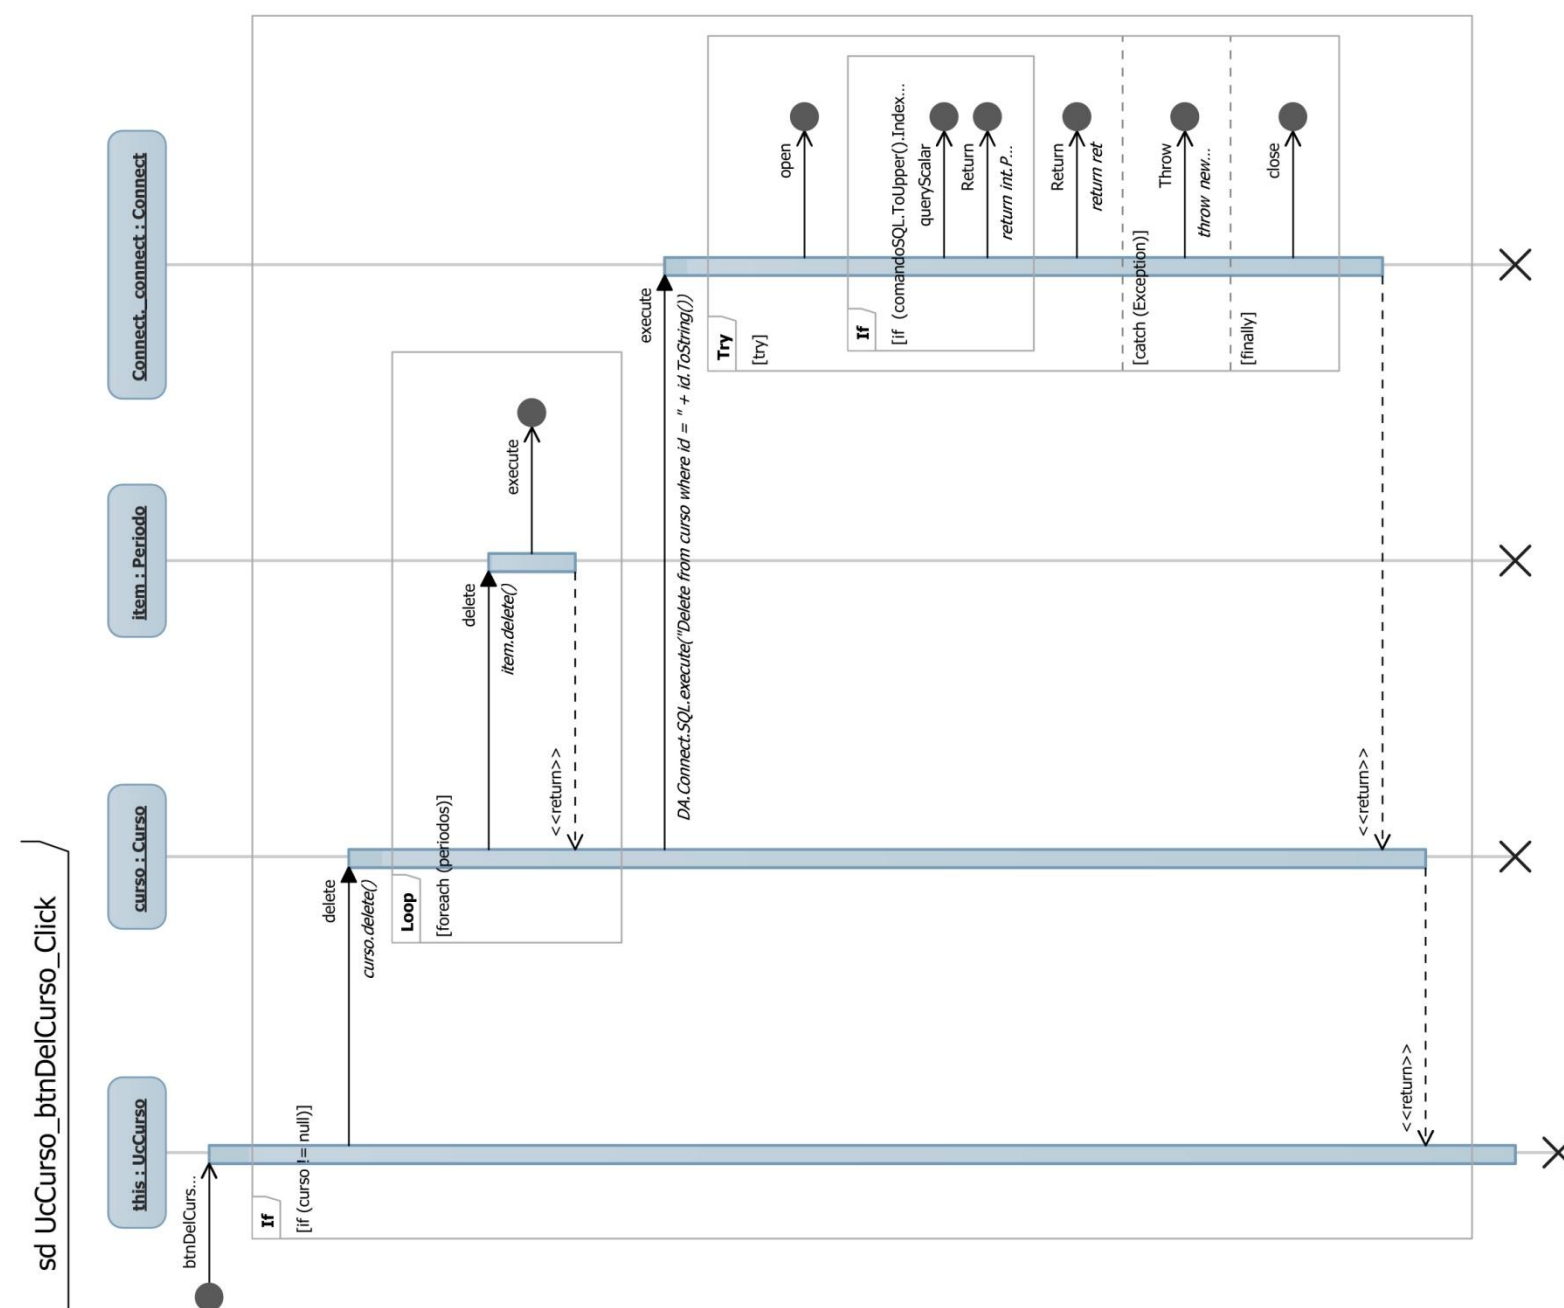 sd UcCurso_btnDelCurso_Click
this : UcCurso
curso : Curso
item : Periodo
Connect._connect : Connect
btnDelCurs...
If
[if (curso != null)]
delete
curso.delete()
Loop
[foreach (periodos)]
delete
item.delete()
execute
<<return>>
execute
DA.Connect.SQL.execute("Delete from curso where id = " + id.ToString())
Try
[try]
open
If
[if (comandoSQL.ToUpper().Index...
queryScalar
Return
return int.P...
Return
return ret
[catch (Exception)]
Throw
throw new...
[finally]
close
<<return>>
<<return>>